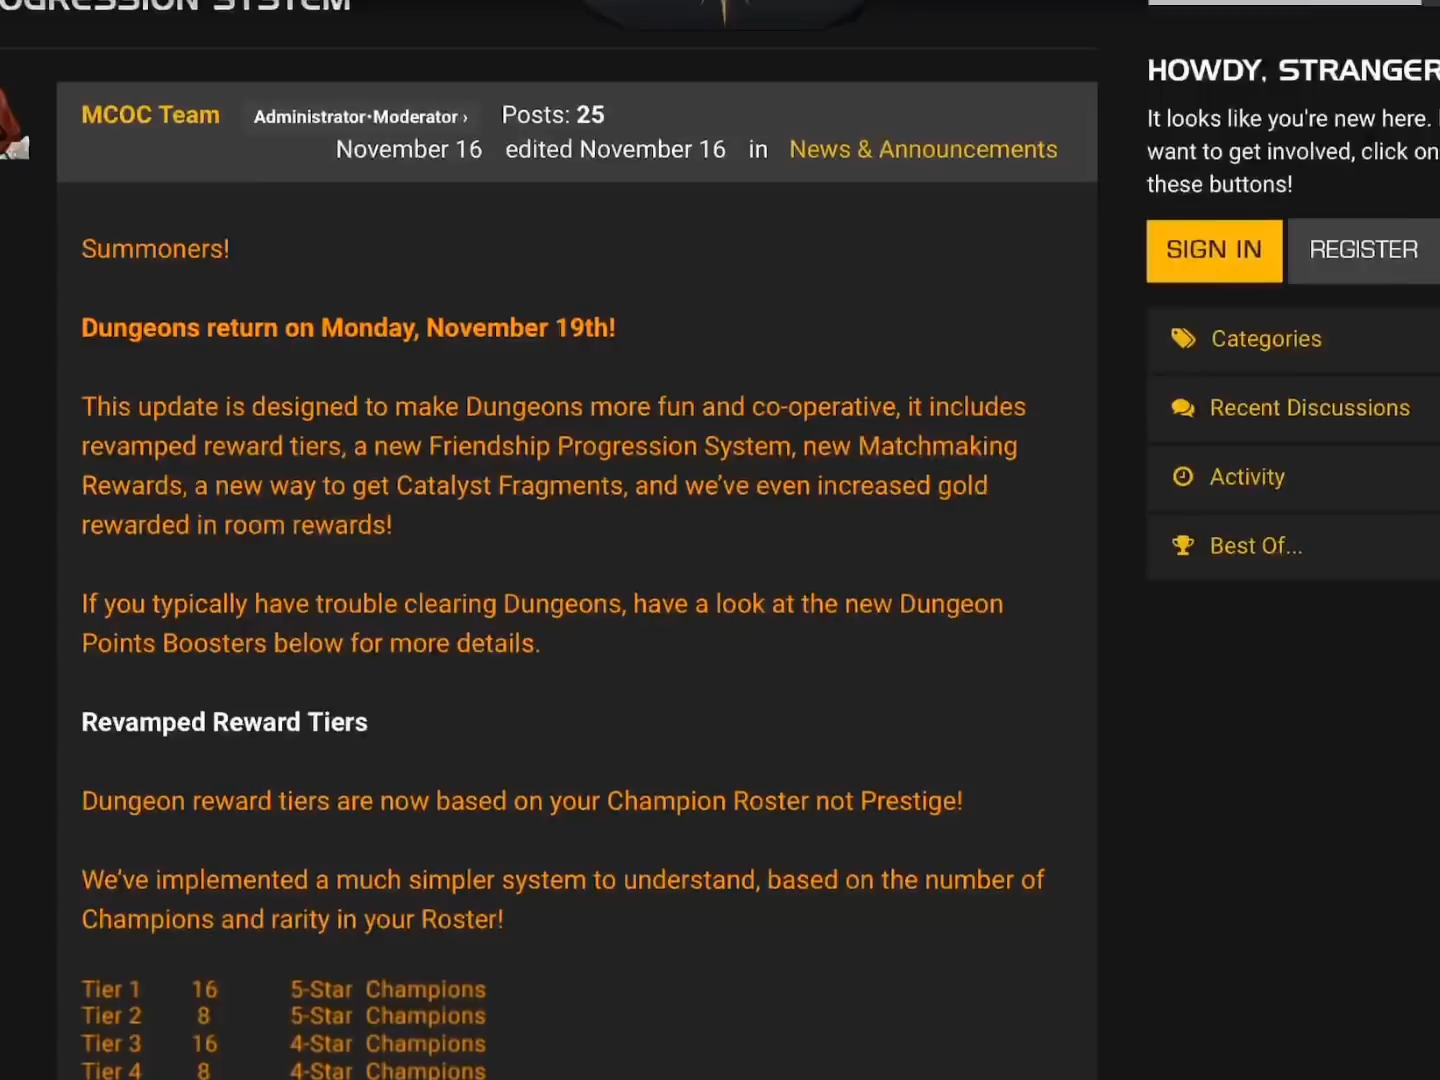 OGRESSION SYSTEM
MCOC Team Administrator•Moderator › Posts: 25
November 16 edited November 16 in News & Announcements
Summoners!
Dungeons return on Monday, November 19th!
This update is designed to make Dungeons more fun and co-operative, it includes
revamped reward tiers, a new Friendship Progression System, new Matchmaking
Rewards, a new way to get Catalyst Fragments, and we've even increased gold
rewarded in room rewards!
If you typically have trouble clearing Dungeons, have a look at the new Dungeon
Points Boosters below for more details.
Revamped Reward Tiers
Dungeon reward tiers are now based on your Champion Roster not Prestige!
We've implemented a much simpler system to understand, based on the number of
Champions and rarity in your Roster!
Tier 1 16 5-Star Champions
Tier 2 8 5-Star Champions
Tier 3 16 4-Star Champions
Tier 4 8 4-Star Champions
HOWDY, STRANGER
It looks like you're new here.
want to get involved, click on
these buttons!
SIGN IN REGISTER
Categories
Recent Discussions
Activity
Best Of...